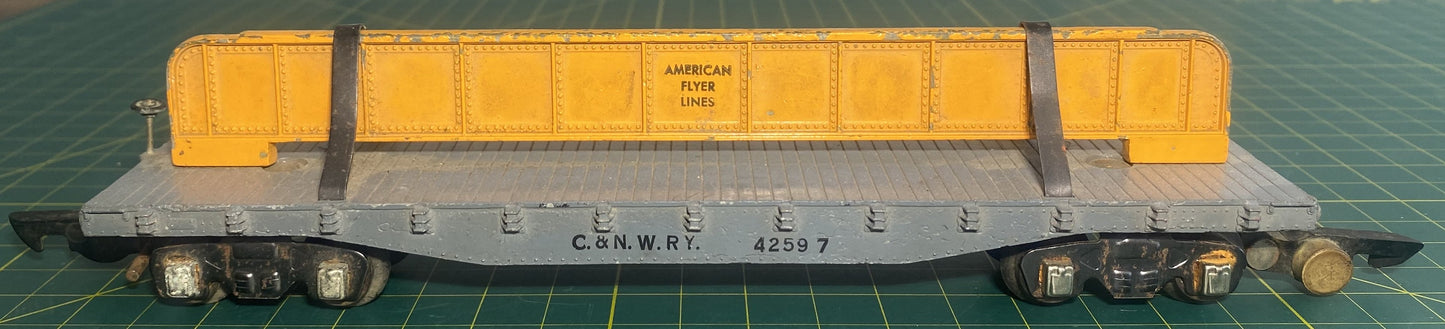 AMERICAN
FLYER
LINES
C. & N. W. RY. 42597